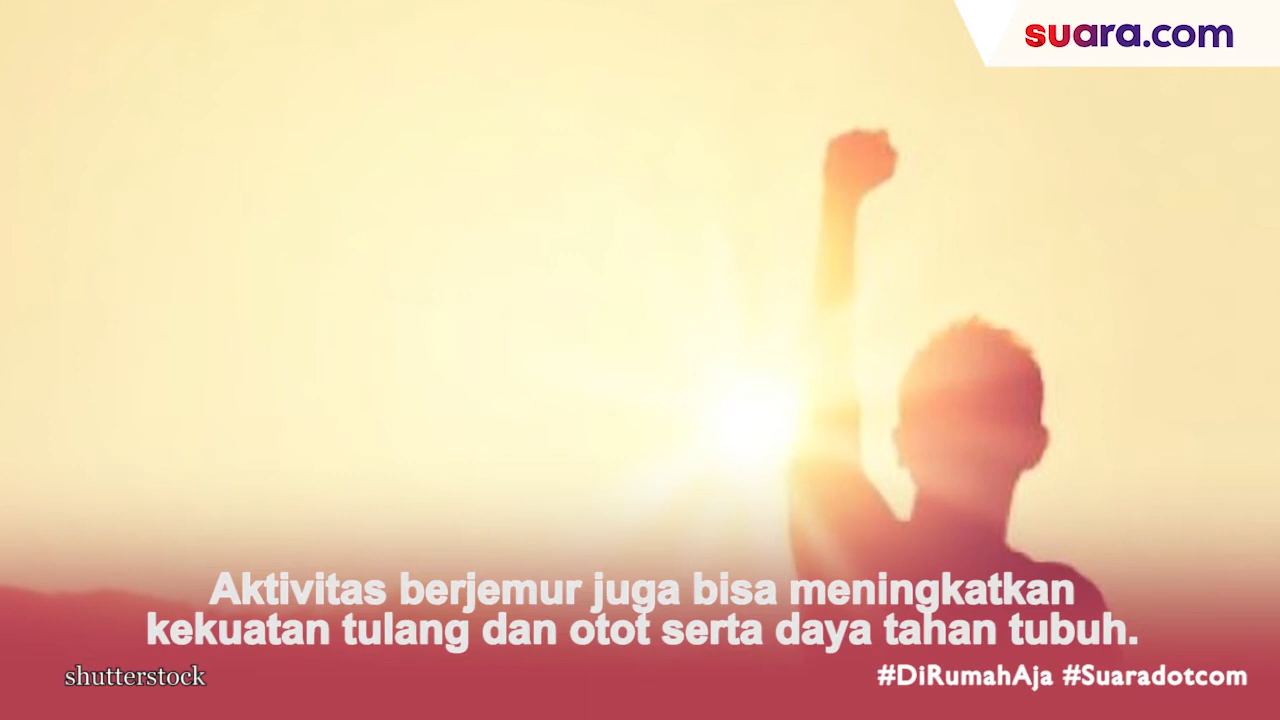 suara.com
Aktivitas berjemur juga bisa meningkatkan
kekuatan tulang dan otot serta daya tahan tubuh.
shutterstock
#DiRumahAja #Suaradotcom